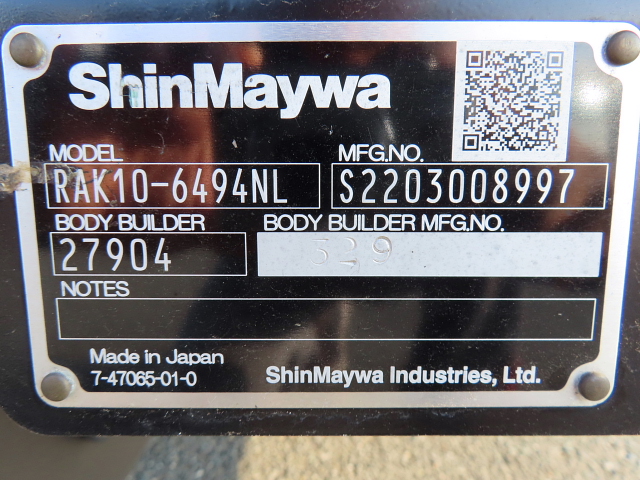 ShinMaywa
MODEL MFG.NO.
RAK10-6494NL S2203008997
BODY BUILDER BODY BUILDER MFG.NO.
27904 329
NOTES
Made in Japan
7-47065-01-0 ShinMaywa Industries, Ltd.